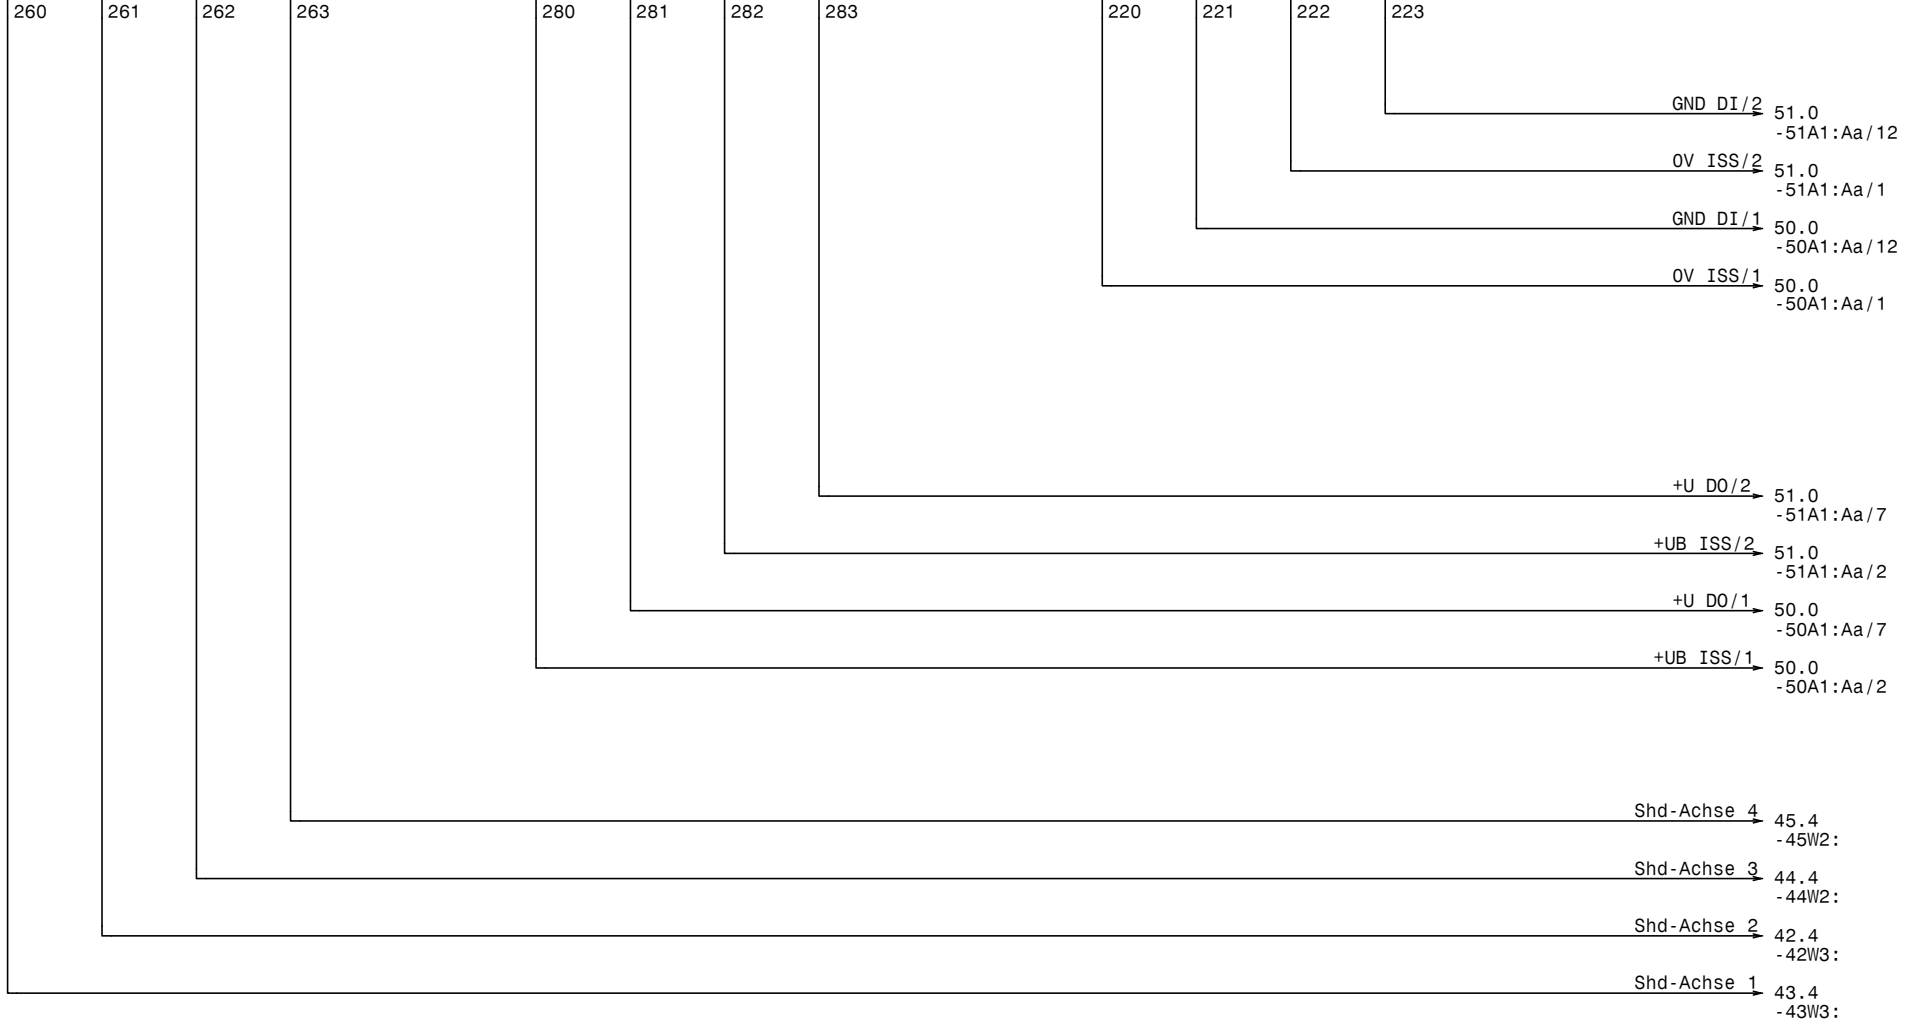 260 261 262 263 280 281 282 283 220 221 222 223
GND DI/2 51.0
-51A1:Aa/12
0V ISS/2 51.0
-51A1:Aa/1
GND DI/1 50.0
-50A1:Aa/12
0V ISS/1 50.0
-50A1:Aa/1
+U DO/2 51.0
-51A1:Aa/7
+UB ISS/2 51.0
-51A1:Aa/2
+U DO/1 50.0
-50A1:Aa/7
+UB ISS/1 50.0
-50A1:Aa/2
Shd-Achse 4 45.4
-45W2:
Shd-Achse 3 44.4
-44W2:
Shd-Achse 2 42.4
-42W3:
Shd-Achse 1 43.4
-43W3: